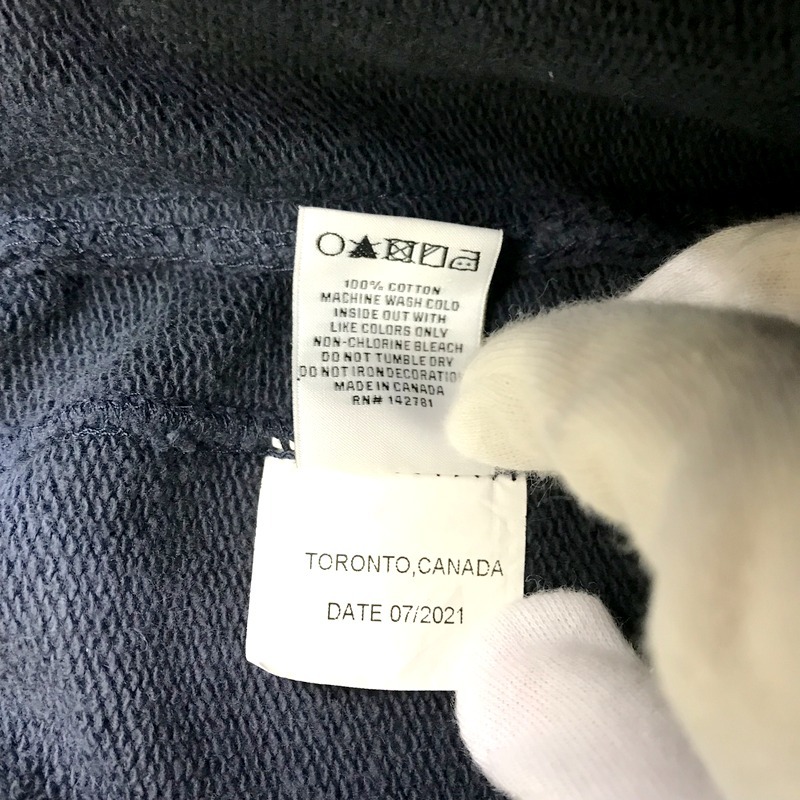 100% COTTON
MACHINE WASH COLD
INSIDE OUT WITH
LIKE COLORS ONLY
NON-CHLORINE BLEACH
DO NOT TUMBLE DRY
DO NOT IRON DECORATIO
MADE IN CANADA
RN# 142781
TORONTO,CANADA
DATE 07/2021